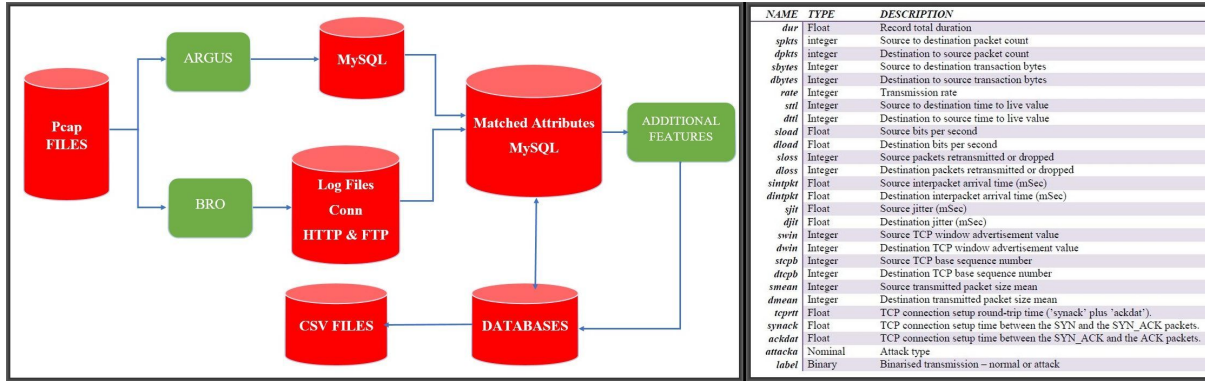 Pcap
FILES
ARGUS
BRO
MySQL
Log Files
Conn
HTTP & FTP
Matched Attributes
MySQL
ADDITIONAL
FEATURES
CSV FILES
DATABASES
NAME TYPE DESCRIPTION
dur Float Record total duration
spkts integer Source to destination packet count
dpkts integer Destination to source packet count
sbytes Integer Source to destination transaction bytes
dbytes Integer Destination to source transaction bytes
rate Integer Transmission rate
sttl Integer Source to destination time to live value
dttl Integer Destination to source time to live value
sload Float Source bits per second
dload Float Destination bits per second
sloss Integer Source packets retransmitted or dropped
dloss Integer Destination packets retransmitted or dropped
sintpkt Float Source interpacket arrival time (mSec)
dintpkt Float Destination interpacket arrival time (mSec)
sjit Float Source jitter (mSec)
djit Float Destination jitter (mSec)
swin Integer Source TCP window advertisement value
dwin Integer Destination TCP window advertisement value
stcpb Integer Source TCP base sequence number
dtcpb Integer Destination TCP base sequence number
smean Integer Source transmitted packet size mean
dmean Integer Destination transmitted packet size mean
tcprtt Float TCP connection setup round-trip time ('synack' plus 'ackdat').
synack Float TCP connection setup time between the SYN and the SYN_ACK packets.
ackdat Float TCP connection setup time between the SYN_ACK and the ACK packets.
attacka Nominal Attack type
label Binary Binarised transmission – normal or attack